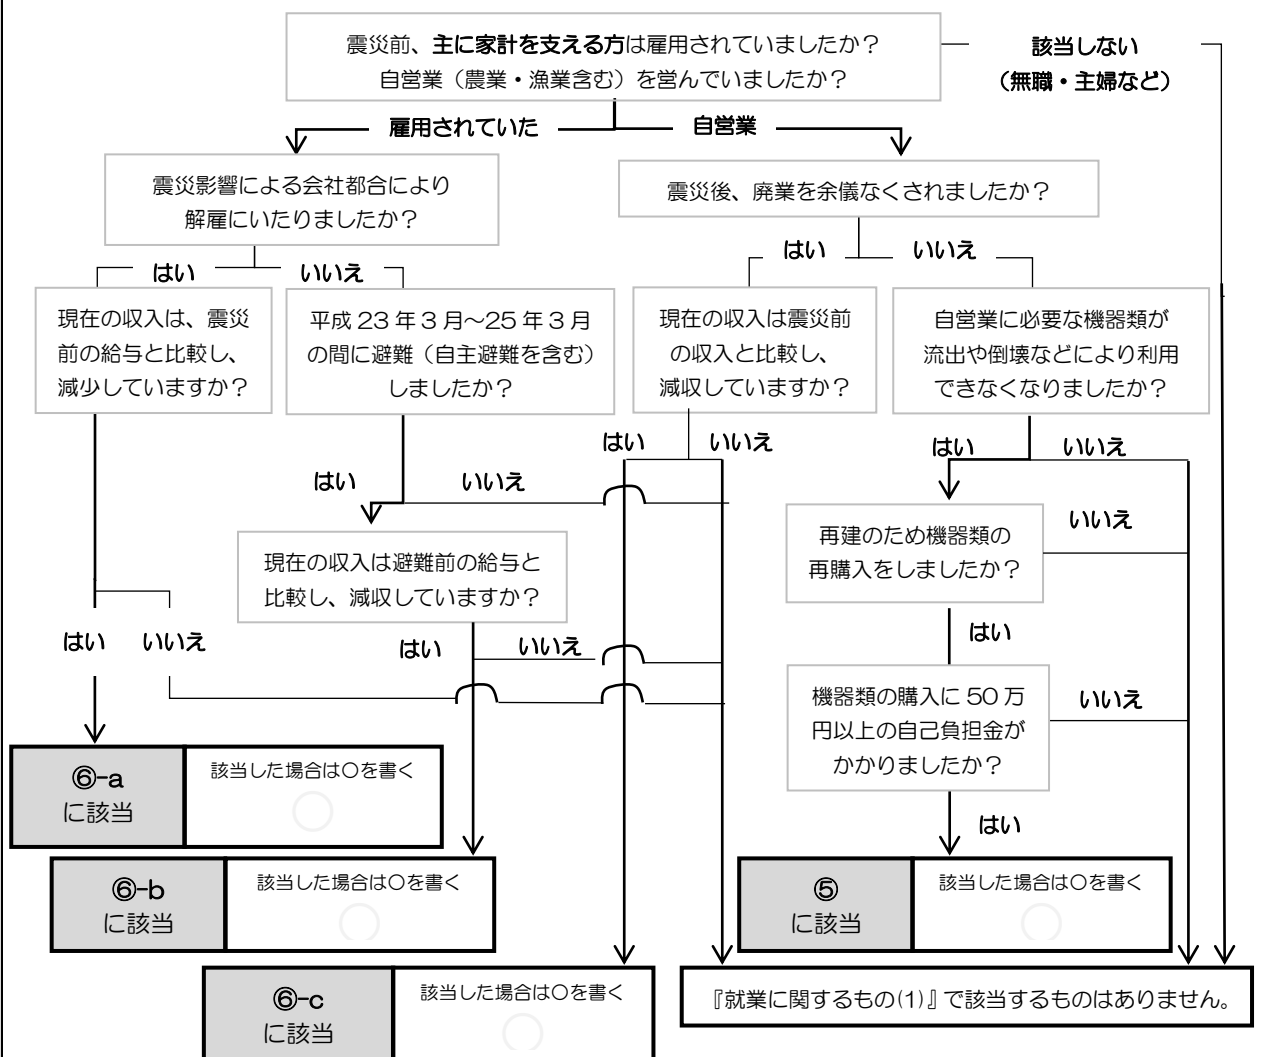 震災前、主に家計を支える方は雇用されていましたか？
自営業（農業・漁業含む）を営んでいましたか？
該当しない
（無職・主婦など）
雇用されていた
自営業
震災影響による会社都合により
解雇にいたりましたか？
震災後、廃業を余儀なくされましたか？
はい
いいえ
はい
いいえ
現在の収入は、震災
前の給与と比較し、
減少していますか？
平成 23 年 3 月～25 年 3 月
の間に避難（自主避難を含む）
しましたか？
現在の収入は震災前
の収入と比較し、
減収していますか？
自営業に必要な機器類が
流出や倒壊などにより利用
できなくなりましたか？
はい
いいえ
はい
いいえ
はい
いいえ
現在の収入は避難前の給与と
比較し、減収していますか？
再建のため機器類の
再購入をしましたか？
いいえ
はい
いいえ
はい
いいえ
はい
機器類の購入に 50 万
円以上の自己負担金が
かかりましたか？
いいえ
はい
⑥-a
に該当
該当した場合は〇を書く
⑥-b
に該当
該当した場合は〇を書く
⑤
に該当
該当した場合は〇を書く
⑥-c
に該当
該当した場合は〇を書く
『就業に関するもの(1)』で該当するものはありません。